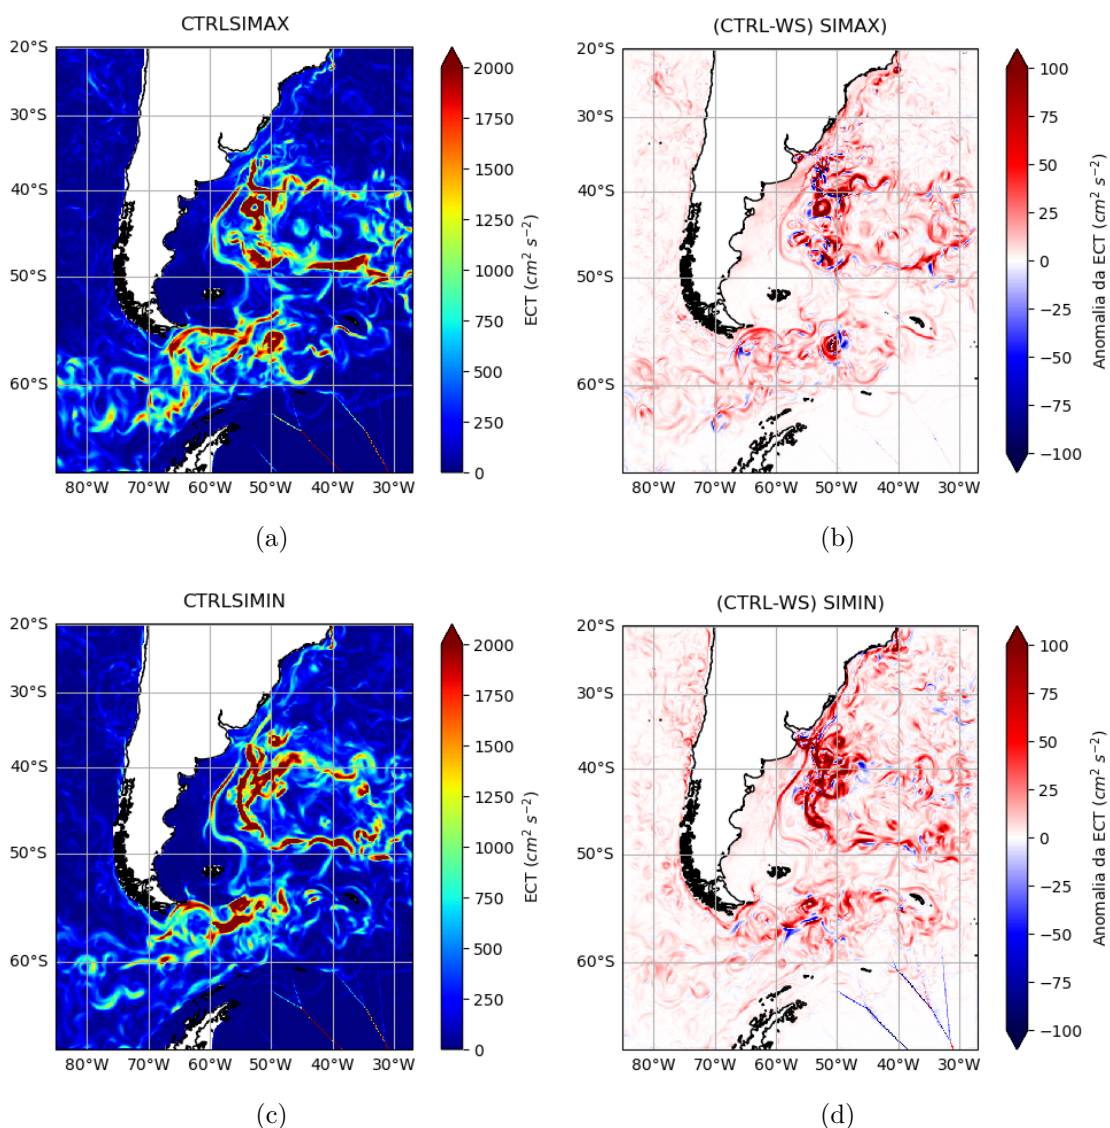 CTRLSIMAX
20°S
30°S
40°S
50°S
60°S
80°W 70°W 60°W 50°W 40°W 30°W
2000
1750
1500
1250
1000
750
500
250
0
ECT (cm² s⁻²)
(a)
(CTRL-WS) SIMAX)
20°S
30°S
40°S
50°S
60°S
80°W 70°W 60°W 50°W 40°W 30°W
100
75
50
25
0
−25
−50
−75
−100
Anomalia da ECT (cm² s⁻²)
(b)
CTRLSIMIN
20°S
30°S
40°S
50°S
60°S
80°W 70°W 60°W 50°W 40°W 30°W
2000
1750
1500
1250
1000
750
500
250
0
ECT (cm² s⁻²)
(c)
(CTRL-WS) SIMIN)
20°S
30°S
40°S
50°S
60°S
80°W 70°W 60°W 50°W 40°W 30°W
100
75
50
25
0
−25
−50
−75
−100
Anomalia da ECT (cm² s⁻²)
(d)